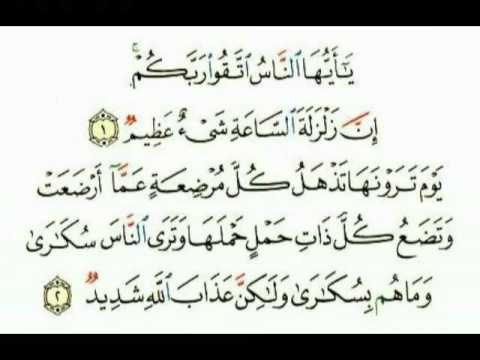 يَـٰٓأَيُّهَا ٱلنَّاسُ ٱتَّقُوا۟ رَبَّكُمْ ۚ
إِنَّ زَلْزَلَةَ ٱلسَّاعَةِ شَىْءٌ عَظِيمٌ ۝١
يَوْمَ تَرَوْنَهَا تَذْهَلُ كُلُّ مُرْضِعَةٍ عَمَّآ أَرْضَعَتْ
وَتَضَعُ كُلُّ ذَاتِ حَمْلٍ حَمْلَهَا وَتَرَى ٱلنَّاسَ سُكَـٰرَىٰ
وَمَا هُم بِسُكَـٰرَىٰ وَلَـٰكِنَّ عَذَابَ ٱللَّهِ شَدِيدٌ ۝٢